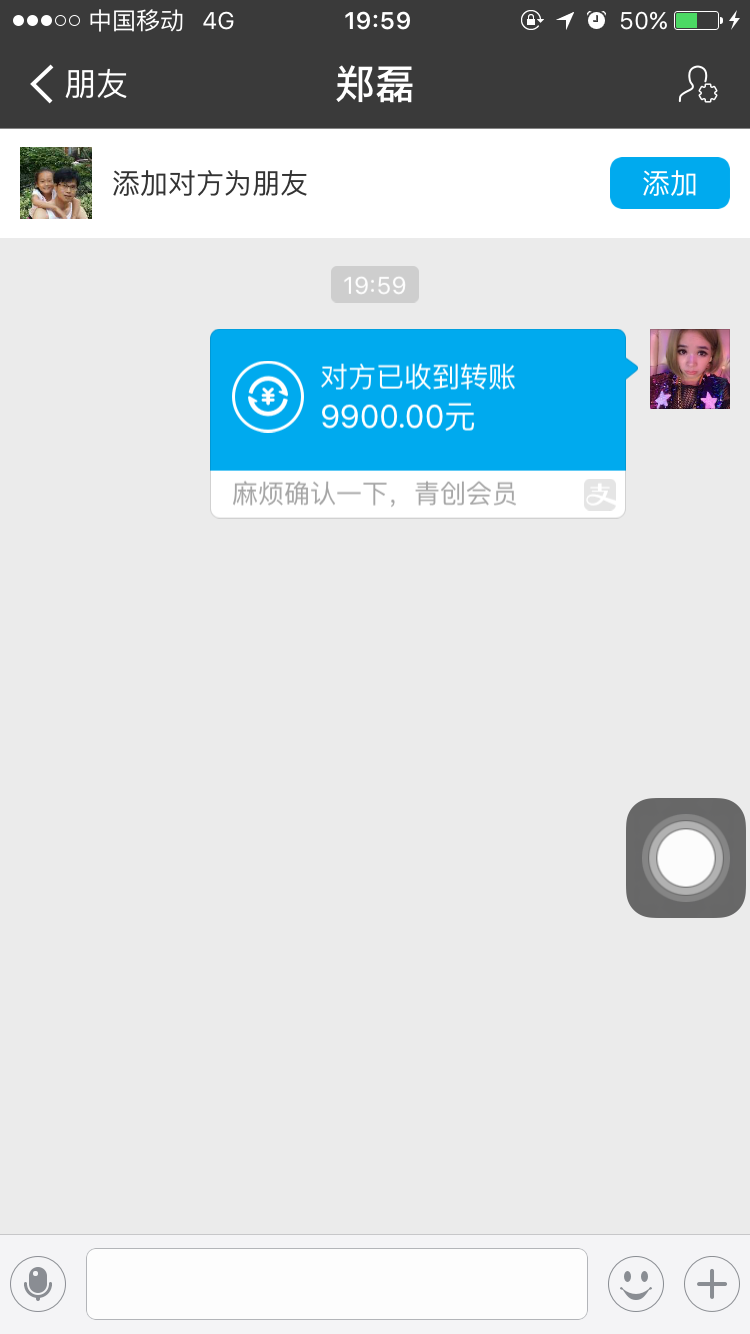 中国移动 4G 19:59 50%
朋友 郑磊
添加对方为朋友 添加
19:59
对方已收到转账
9900.00元
麻烦确认一下，青创会员 支